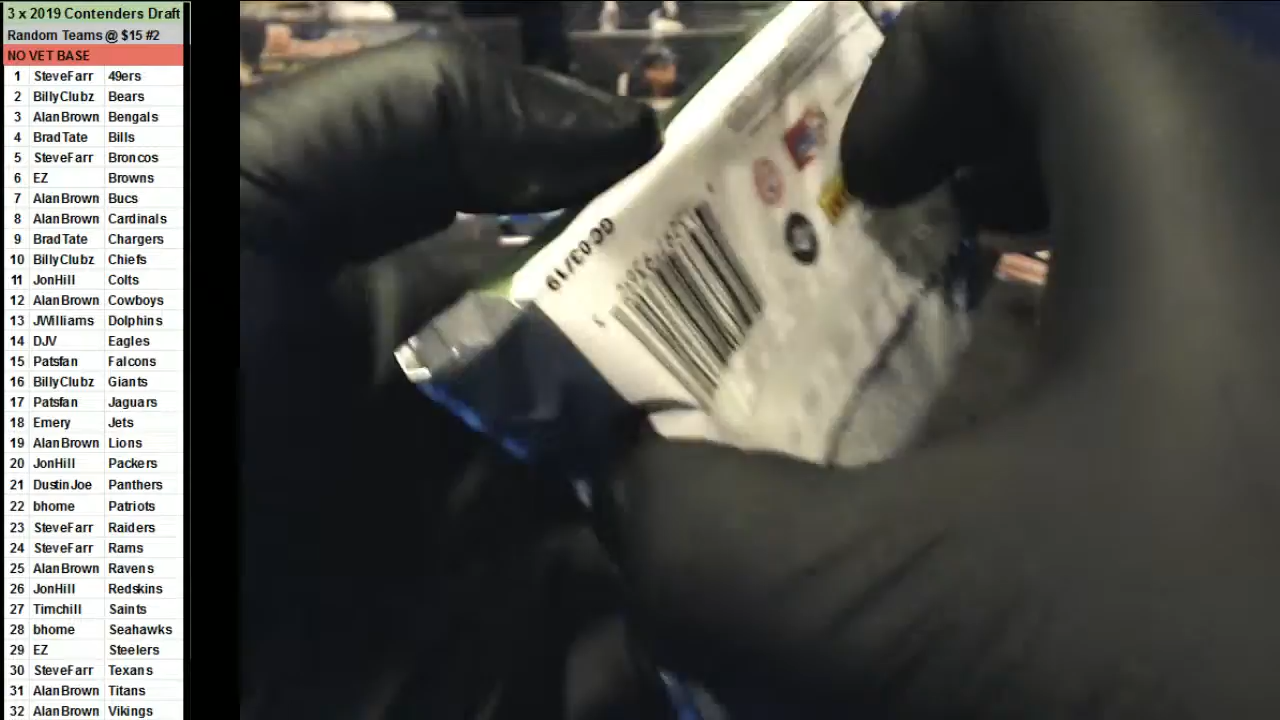 3 x 2019 Contenders Draft
Random Teams @ $15 #2
NO VET BASE
1 SteveFarr 49ers
2 BillyClubz Bears
3 AlanBrown Bengals
4 BradTate Bills
5 SteveFarr Broncos
6 EZ Browns
7 AlanBrown Bucs
8 AlanBrown Cardinals
9 BradTate Chargers
10 BillyClubz Chiefs
11 JonHill Colts
12 AlanBrown Cowboys
13 JWilliams Dolphins
14 DJV Eagles
15 Patsfan Falcons
16 BillyClubz Giants
17 Patsfan Jaguars
18 Emery Jets
19 AlanBrown Lions
20 JonHill Packers
21 DustinJoe Panthers
22 bhome Patriots
23 SteveFarr Raiders
24 SteveFarr Rams
25 AlanBrown Ravens
26 JonHill Redskins
27 Timchill Saints
28 bhome Seahawks
29 EZ Steelers
30 SteveFarr Texans
31 AlanBrown Titans
32 AlanBrown Vikings
GC03/19